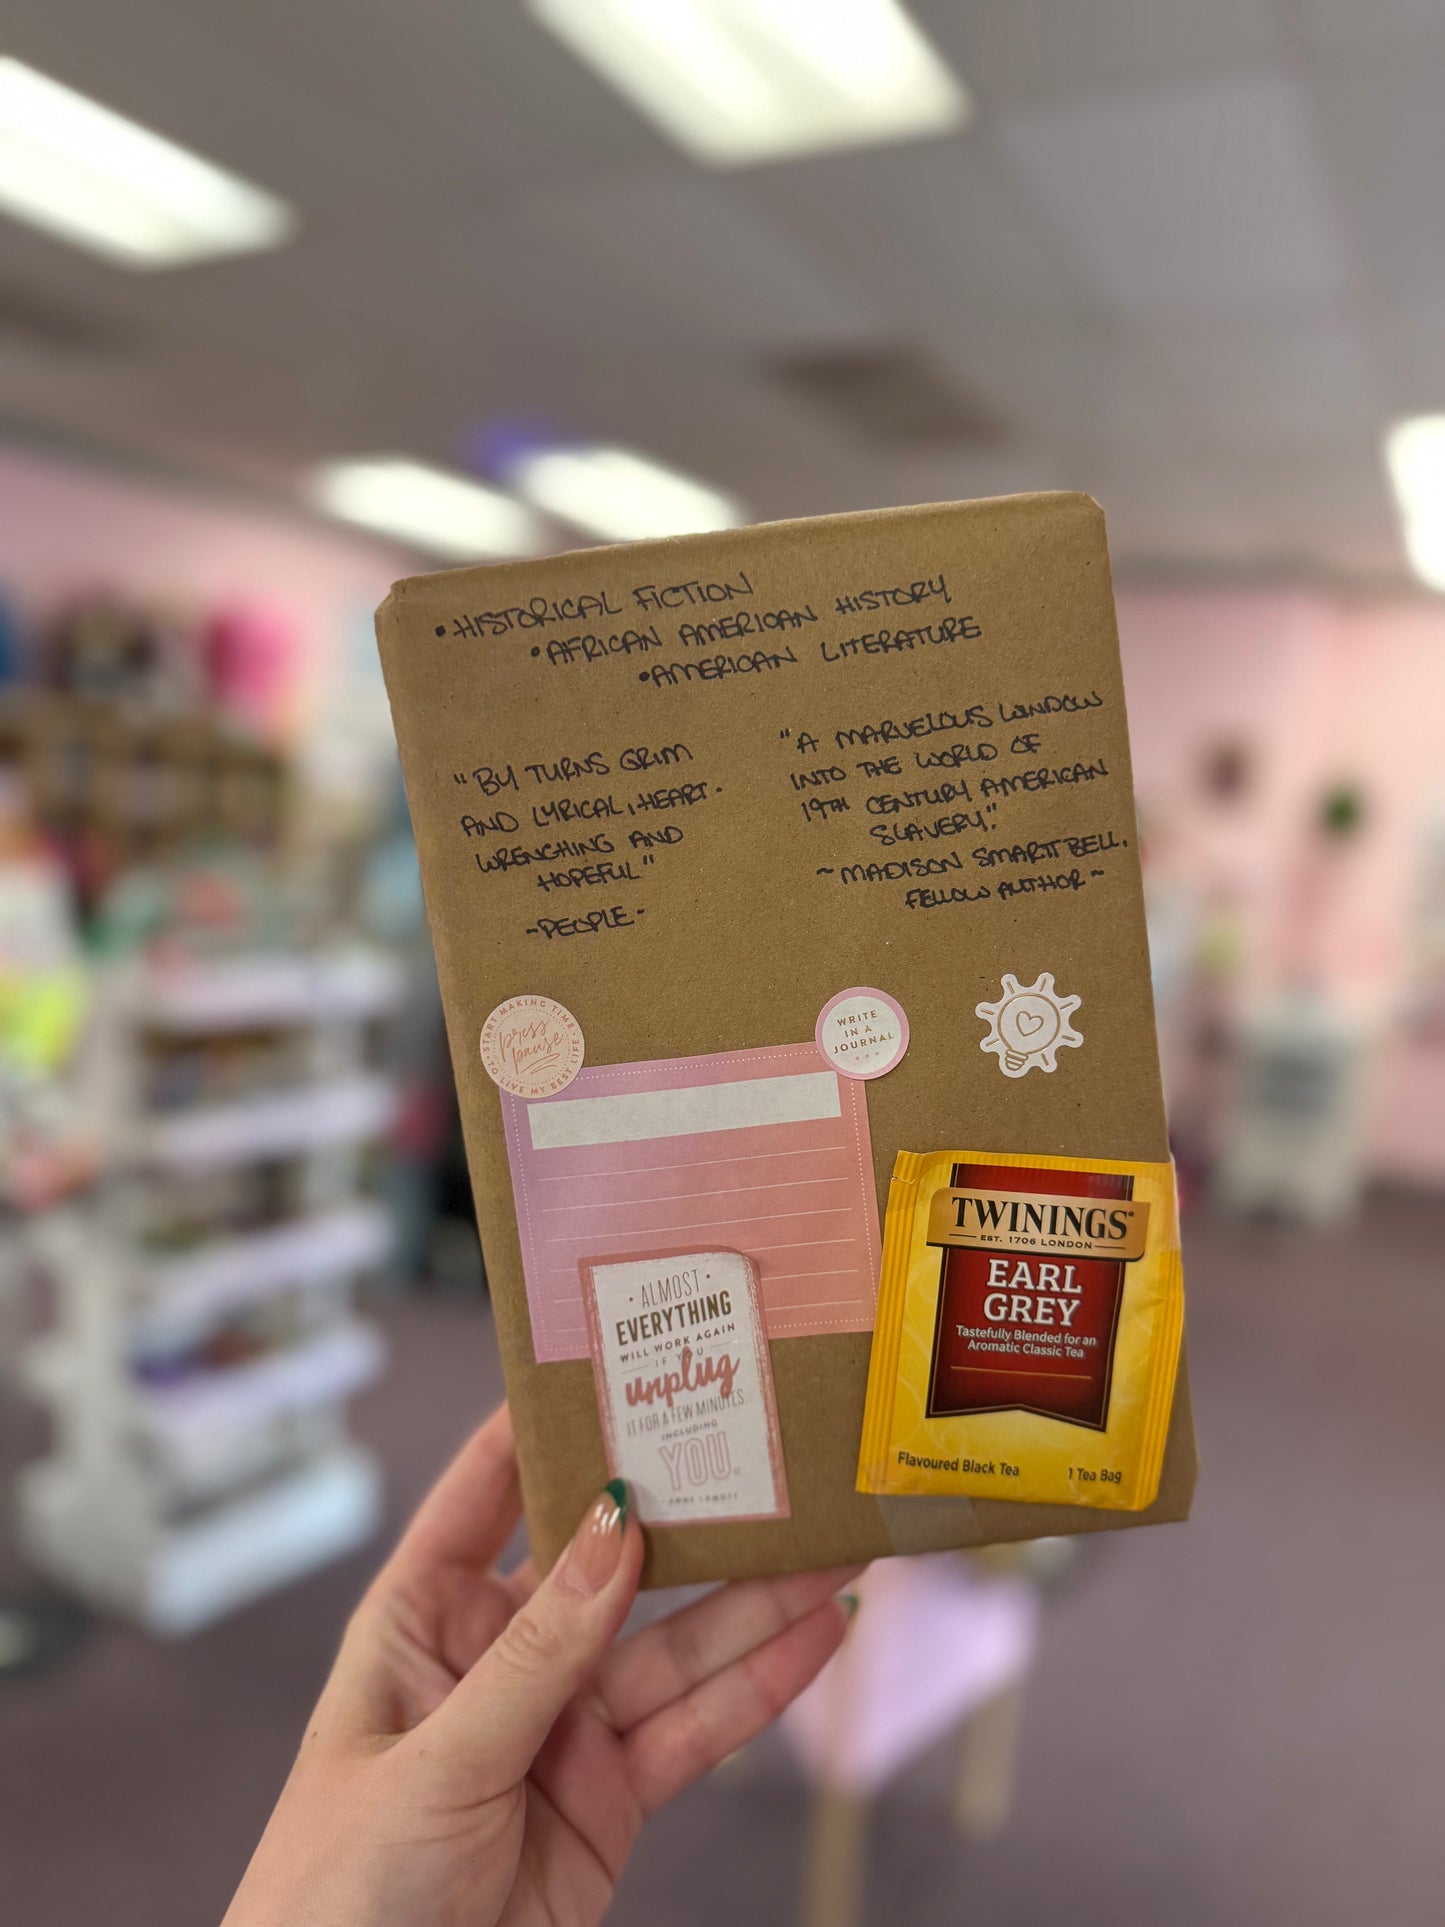 • HISTORICAL FICTION
• AFRICAN AMERICAN HISTORY
• AMERICAN LITERATURE
"BY TURNS GRIM
AND LYRICAL, HEART-
WRENCHING AND
HOPEFUL"
-PEOPLE-
"A MARVELOUS WINDOW
INTO THE WORLD OF
19TH CENTURY AMERICAN
SLAVERY."
~MADISON SMARTT BELL,
FELLOW AUTHOR~
START MAKING TIME
press
pause
TO LIVE MY BEST LIFE
WRITE
IN A
JOURNAL
• ALMOST •
EVERYTHING
WILL WORK AGAIN
IF YOU
unplug
IT FOR A FEW MINUTES.
INCLUDING
YOU.
- ANNE LAMOTT
TWININGS®
EST. 1706 LONDON
EARL
GREY
Tastefully Blended for an
Aromatic Classic Tea
Flavoured Black Tea
1 Tea Bag